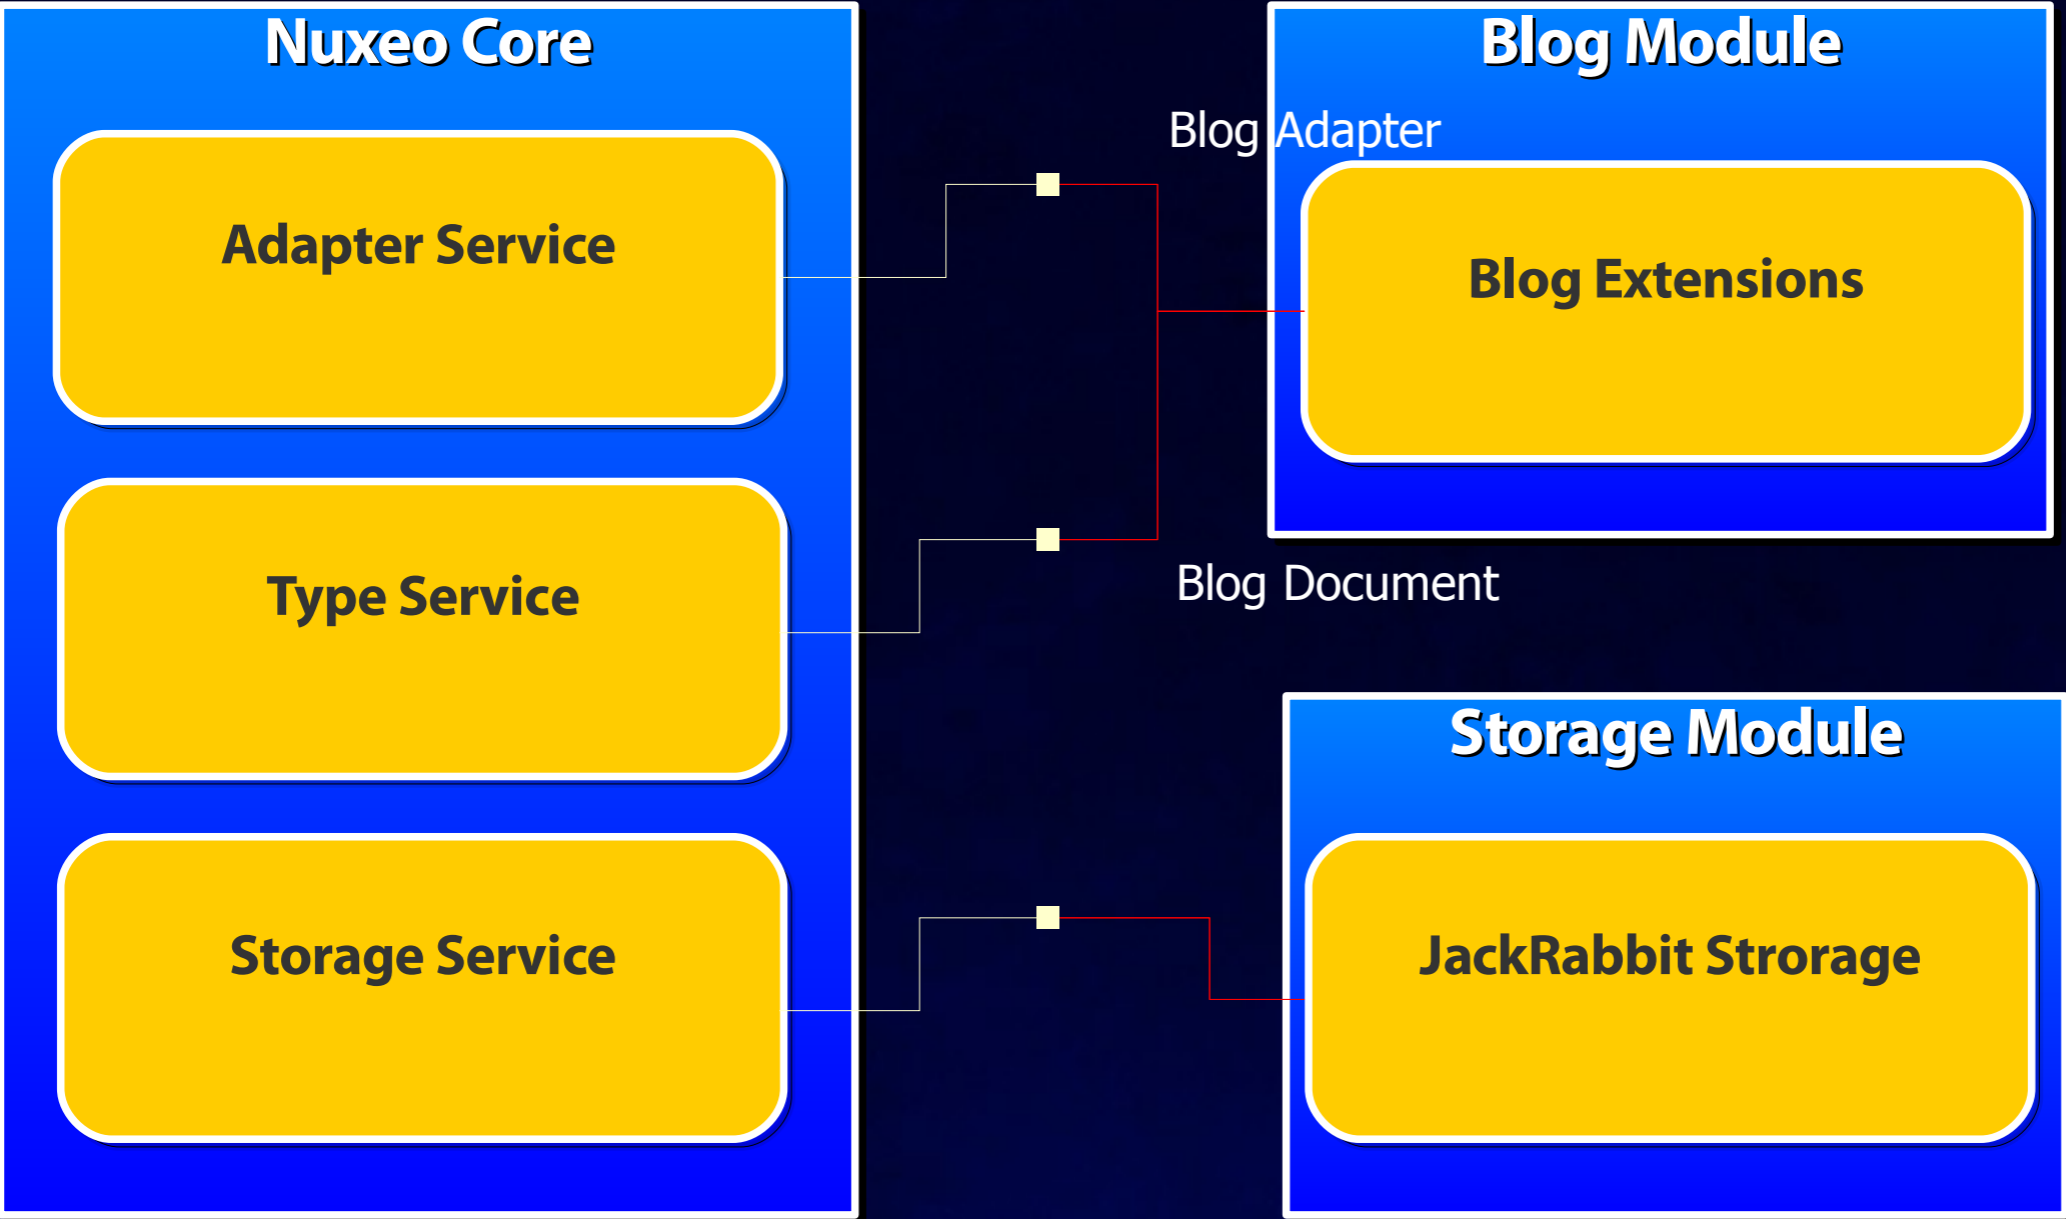 Nuxeo Core
Adapter Service
Type Service
Storage Service
Blog Adapter
Blog Document
Blog Module
Blog Extensions
Storage Module
JackRabbit Strorage